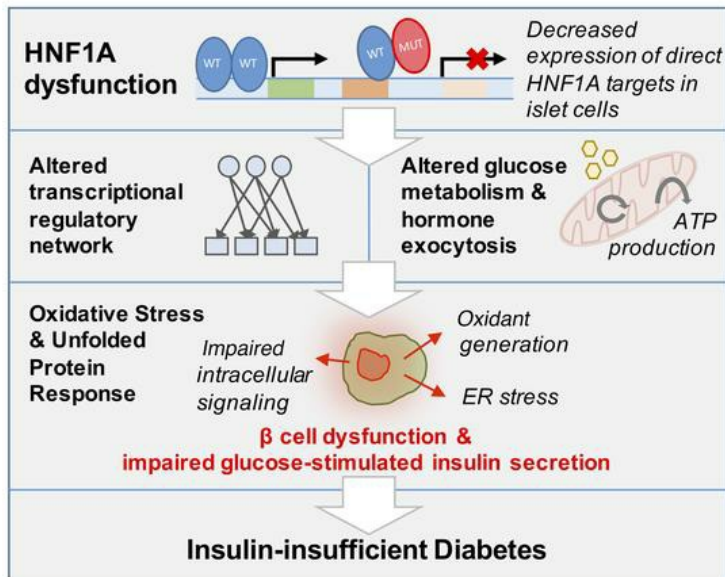 HNF1A
dysfunction
WT WT
WT MUT
Decreased
expression of direct
HNF1A targets in
islet cells
Altered
transcriptional
regulatory
network
Altered glucose
metabolism &
hormone
exocytosis
ATP
production
Oxidative Stress
& Unfolded
Protein
Response
Impaired
intracellular
signaling
Oxidant
generation
ER stress
β cell dysfunction &
impaired glucose-stimulated insulin secretion
Insulin-insufficient Diabetes